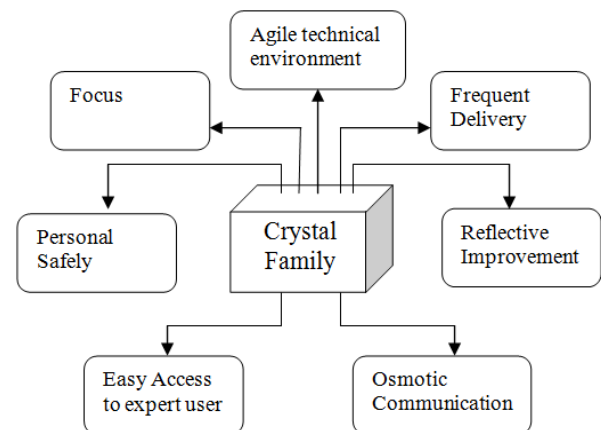 Agile technical
environment
Focus
Frequent
Delivery
Personal
Safely
Crystal
Family
Reflective
Improvement
Easy Access
to expert user
Osmotic
Communication